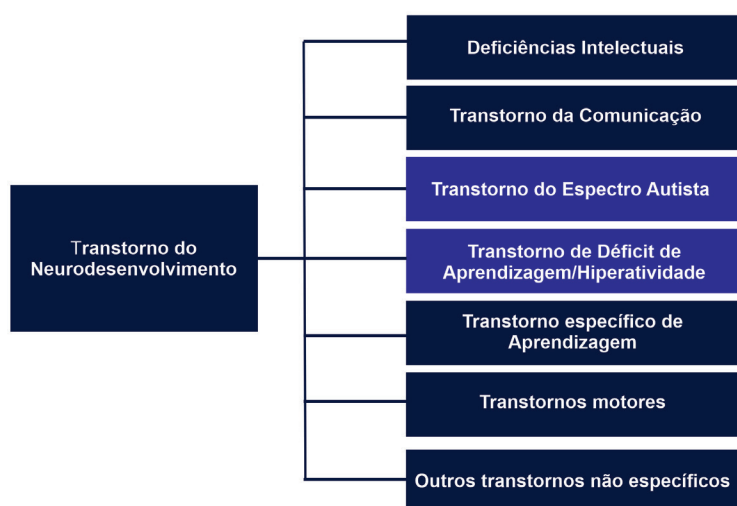 Transtorno do
Neurodesenvolvimento
Deficiências Intelectuais
Transtorno da Comunicação
Transtorno do Espectro Autista
Transtorno de Déficit de
Aprendizagem/Hiperatividade
Transtorno específico de
Aprendizagem
Transtornos motores
Outros transtornos não específicos